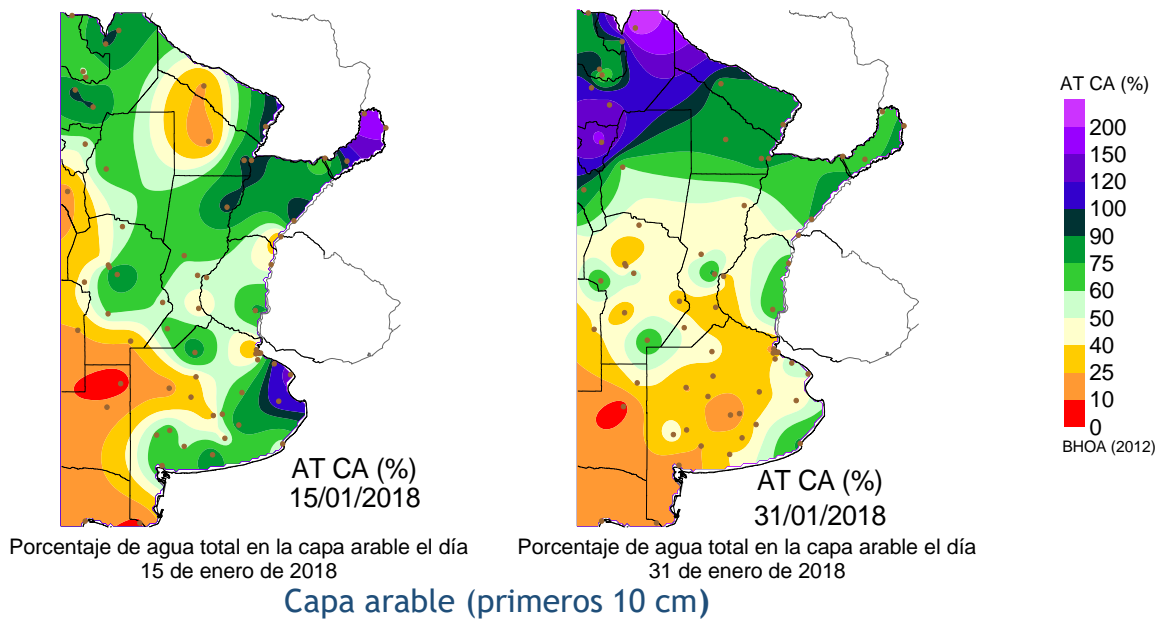 AT CA (%)
200
150
120
100
90
75
60
50
40
25
10
0
BHOA (2012)
AT CA (%)
15/01/2018
AT CA (%)
31/01/2018
Porcentaje de agua total en la capa arable el día
15 de enero de 2018
Porcentaje de agua total en la capa arable el día
31 de enero de 2018
Capa arable (primeros 10 cm)